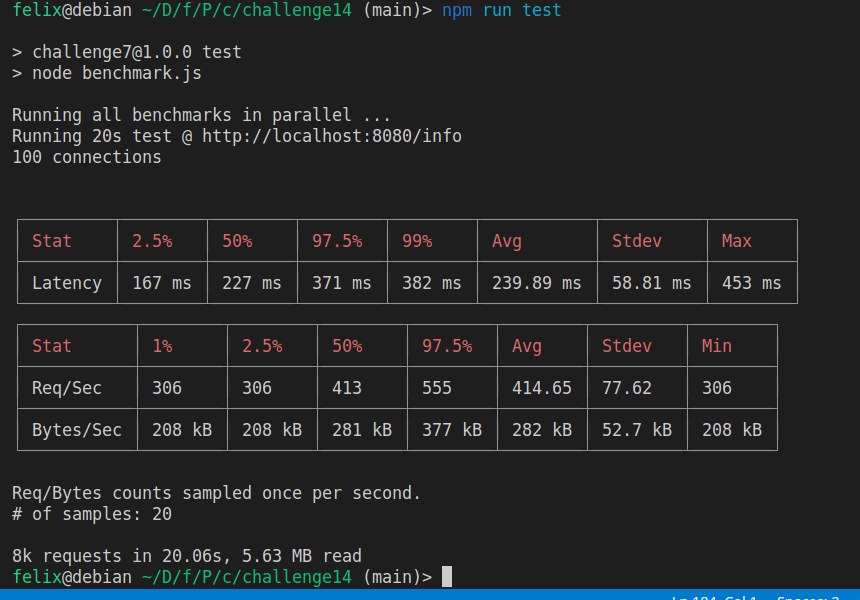 felix@debian ~/D/f/P/c/challenge14 (main)> npm run test
> challenge7@1.0.0 test
> node benchmark.js
Running all benchmarks in parallel ...
Running 20s test @ http://localhost:8080/info
100 connections
Stat 2.5% 50% 97.5% 99% Avg Stdev Max
Latency 167 ms 227 ms 371 ms 382 ms 239.89 ms 58.81 ms 453 ms
Stat 1% 2.5% 50% 97.5% Avg Stdev Min
Req/Sec 306 306 413 555 414.65 77.62 306
Bytes/Sec 208 kB 208 kB 281 kB 377 kB 282 kB 52.7 kB 208 kB
Req/Bytes counts sampled once per second.
# of samples: 20
8k requests in 20.06s, 5.63 MB read
felix@debian ~/D/f/P/c/challenge14 (main)>